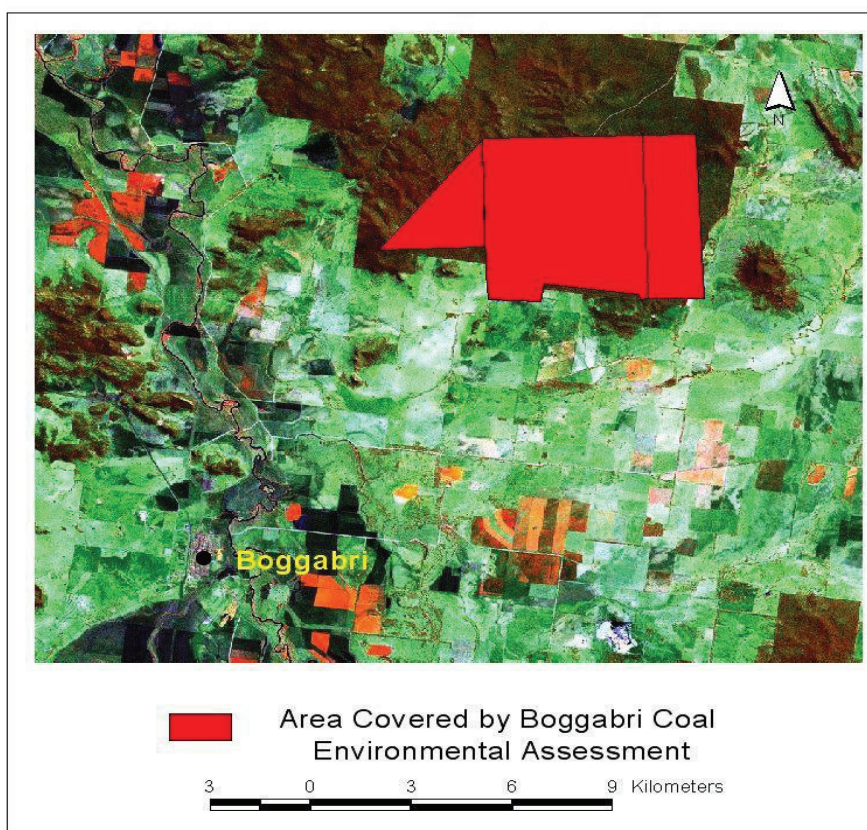 N
Boggabri
Area Covered by Boggabri Coal
Environmental Assessment
3 0 3 6 9 Kilometers